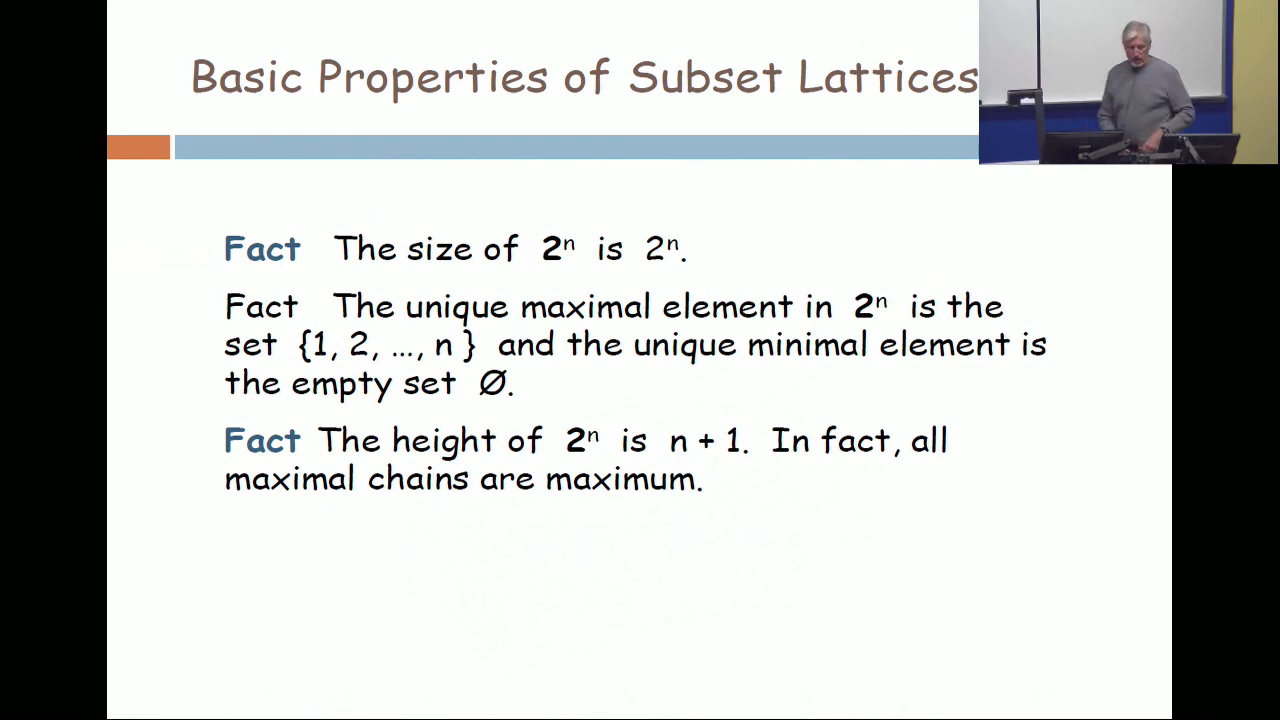 Basic Properties of Subset Lattices
Fact The size of 2ⁿ is 2ⁿ.
Fact The unique maximal element in 2ⁿ is the
set {1, 2, …, n } and the unique minimal element is
the empty set Ø.
Fact The height of 2ⁿ is n + 1. In fact, all
maximal chains are maximum.